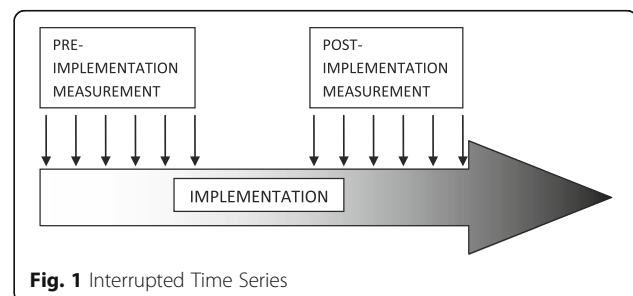 PRE-
IMPLEMENTATION
MEASUREMENT
POST-
IMPLEMENTATION
MEASUREMENT
IMPLEMENTATION
Fig. 1 Interrupted Time Series